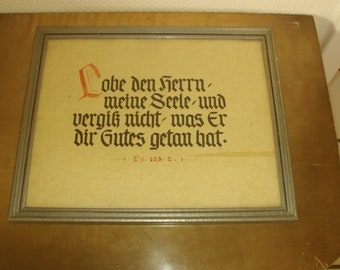 Lobe den Herrn-
meine Seele-und
vergiß nicht-was Er
dir Gutes getan hat.
Ps 103 2.